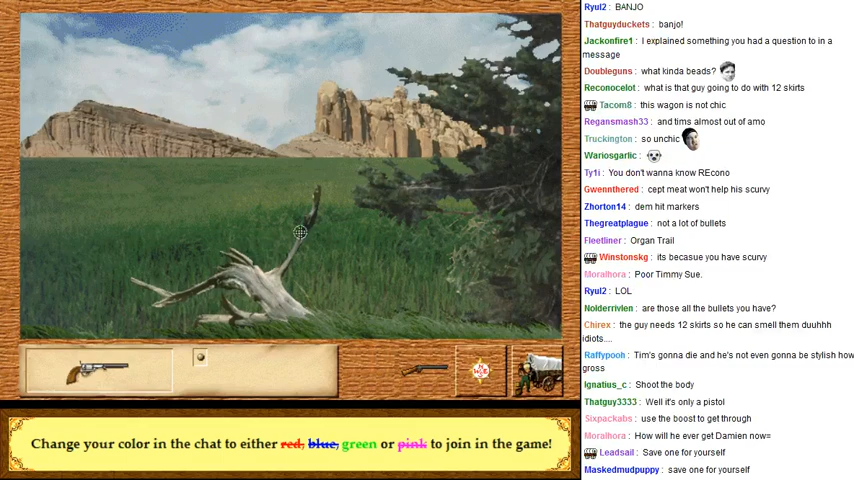 Ryul2 : BANJO
Thatguyduckets : banjo!
Jackonfire1 : I explained something you had a question to in a
message
Doubleguns : what kinda beads?
Reconocelot : what is that guy going to do with 12 skirts
Tacom8 : this wagon is not chic
Regansmash33 : and tims almost out of amo
Truckington : so unchic
Wariosgarlic :
Ty1i : You don't wanna know REcono
Gwennthered : cept meat won't help his scurvy
Zhorton14 : dem hit markers
Thegreatplague : not a lot of bullets
Fleetliner : Organ Trail
Winstonskg : its becasue you have scurvy
Moralhora : Poor Timmy Sue.
Ryul2 : LOL
Nolderrivien : are those all the bullets you have?
Chirex : the guy needs 12 skirts so he can smell them duuhhh
idiots....
Raffypooh : Tim's gonna die and he's not even gonna be stylish how
gross
Ignatius_c : Shoot the body
Thatguy3333 : Well it's only a pistol
Sixpackabs : use the boost to get through
Moralhora : How will he ever get Damien now=
Leadsail : Save one for yourself
Maskedmudpuppy : save one for yourself
Change your color in the chat to either red, blue, green or pink to join in the game!